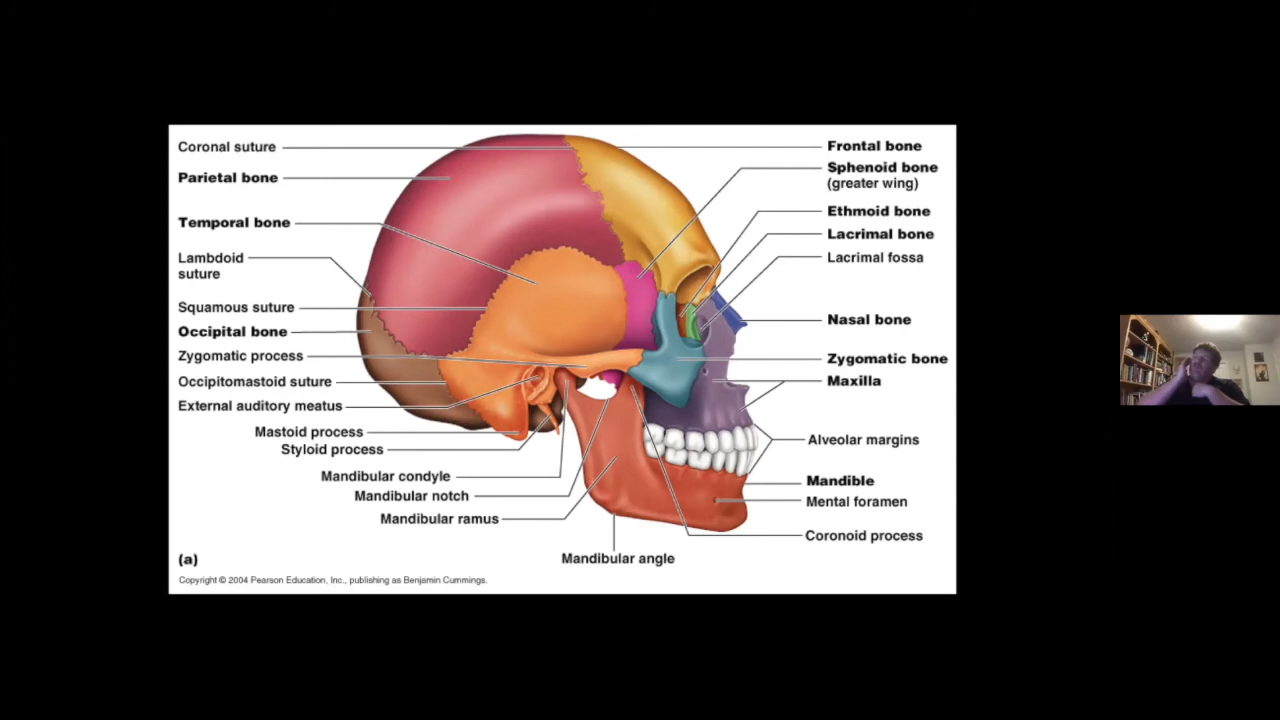 Coronal suture
Parietal bone
Temporal bone
Lambdoid
suture
Squamous suture
Occipital bone
Zygomatic process
Occipitomastoid suture
External auditory meatus
Mastoid process
Styloid process
Mandibular condyle
Mandibular notch
Mandibular ramus
Mandibular angle
Frontal bone
Sphenoid bone
(greater wing)
Ethmoid bone
Lacrimal bone
Lacrimal fossa
Nasal bone
Zygomatic bone
Maxilla
Alveolar margins
Mandible
Mental foramen
Coronoid process
(a)
Copyright © 2004 Pearson Education, Inc., publishing as Benjamin Cummings.